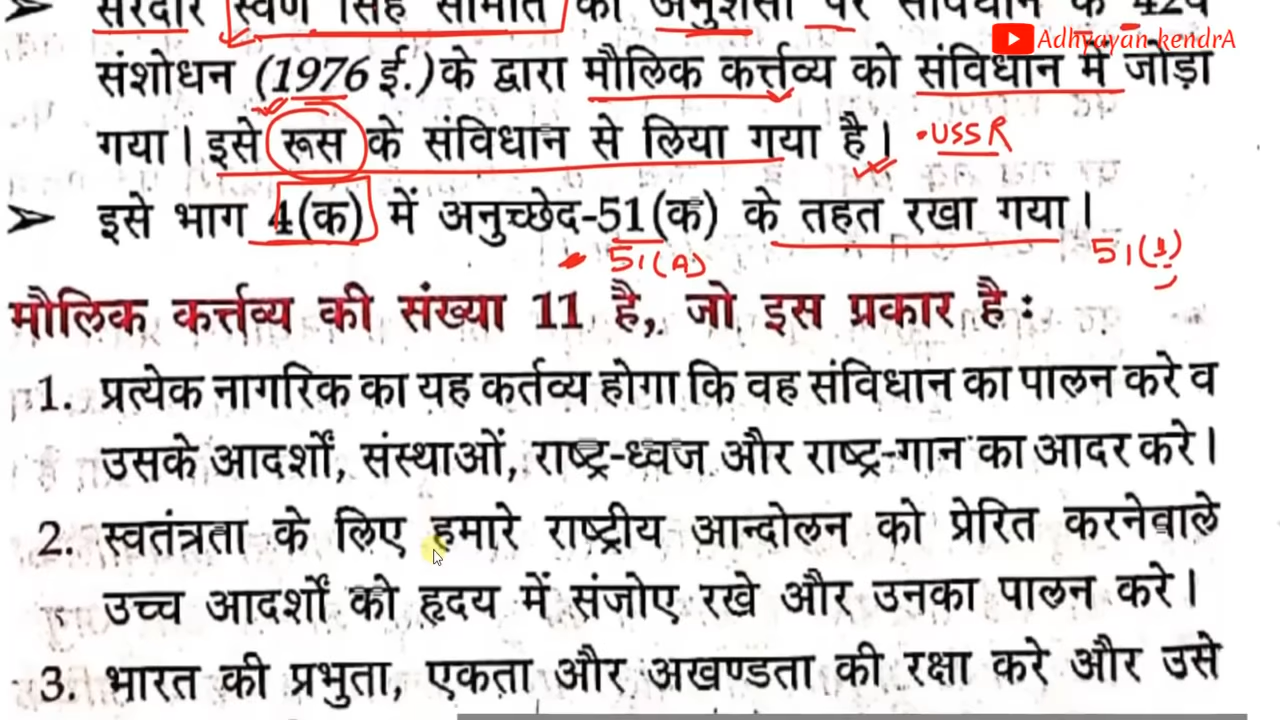 सरदार स्वर्ण सिंह समिति की अनुशंसा पर संविधान के 42वें
Adhyayan kendrA
संशोधन (1976 ई.) के द्वारा मौलिक कर्त्तव्य को संविधान में जोड़ा
गया। इसे रूस के संविधान से लिया गया है। • USSR
➤ इसे भाग 4(क) में अनुच्छेद-51(क) के तहत रखा गया।
51(A)
मौलिक कर्त्तव्य की संख्या 11 है, जो इस प्रकार है :
1. प्रत्येक नागरिक का यह कर्तव्य होगा कि वह संविधान का पालन करे व
उसके आदर्शों, संस्थाओं, राष्ट्र-ध्वज और राष्ट्र-गान का आदर करे।
2. स्वतंत्रता के लिए हमारे राष्ट्रीय आन्दोलन को प्रेरित करनेवाले
उच्च आदर्शों को हृदय में संजोए रखे और उनका पालन करे।
3. भारत की प्रभुता, एकता और अखण्डता की रक्षा करे और उसे